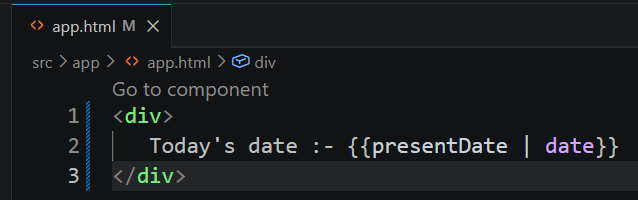 app.html M
src > app > app.html > div
Go to component
1 <div>
2 Today's date :- {{presentDate | date}}
3 </div>